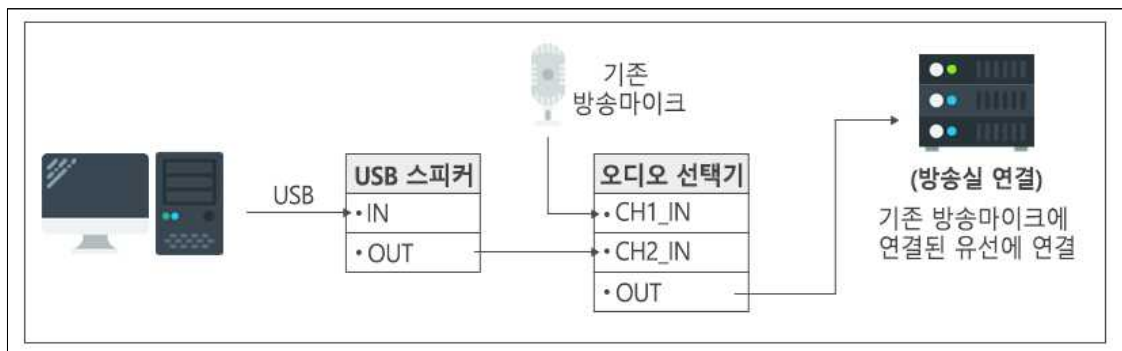 기존
방송마이크
USB
USB 스피커
• IN
• OUT
오디오 선택기
• CH1_IN
• CH2_IN
• OUT
(방송실 연결)
기존 방송마이크에
연결된 유선에 연결